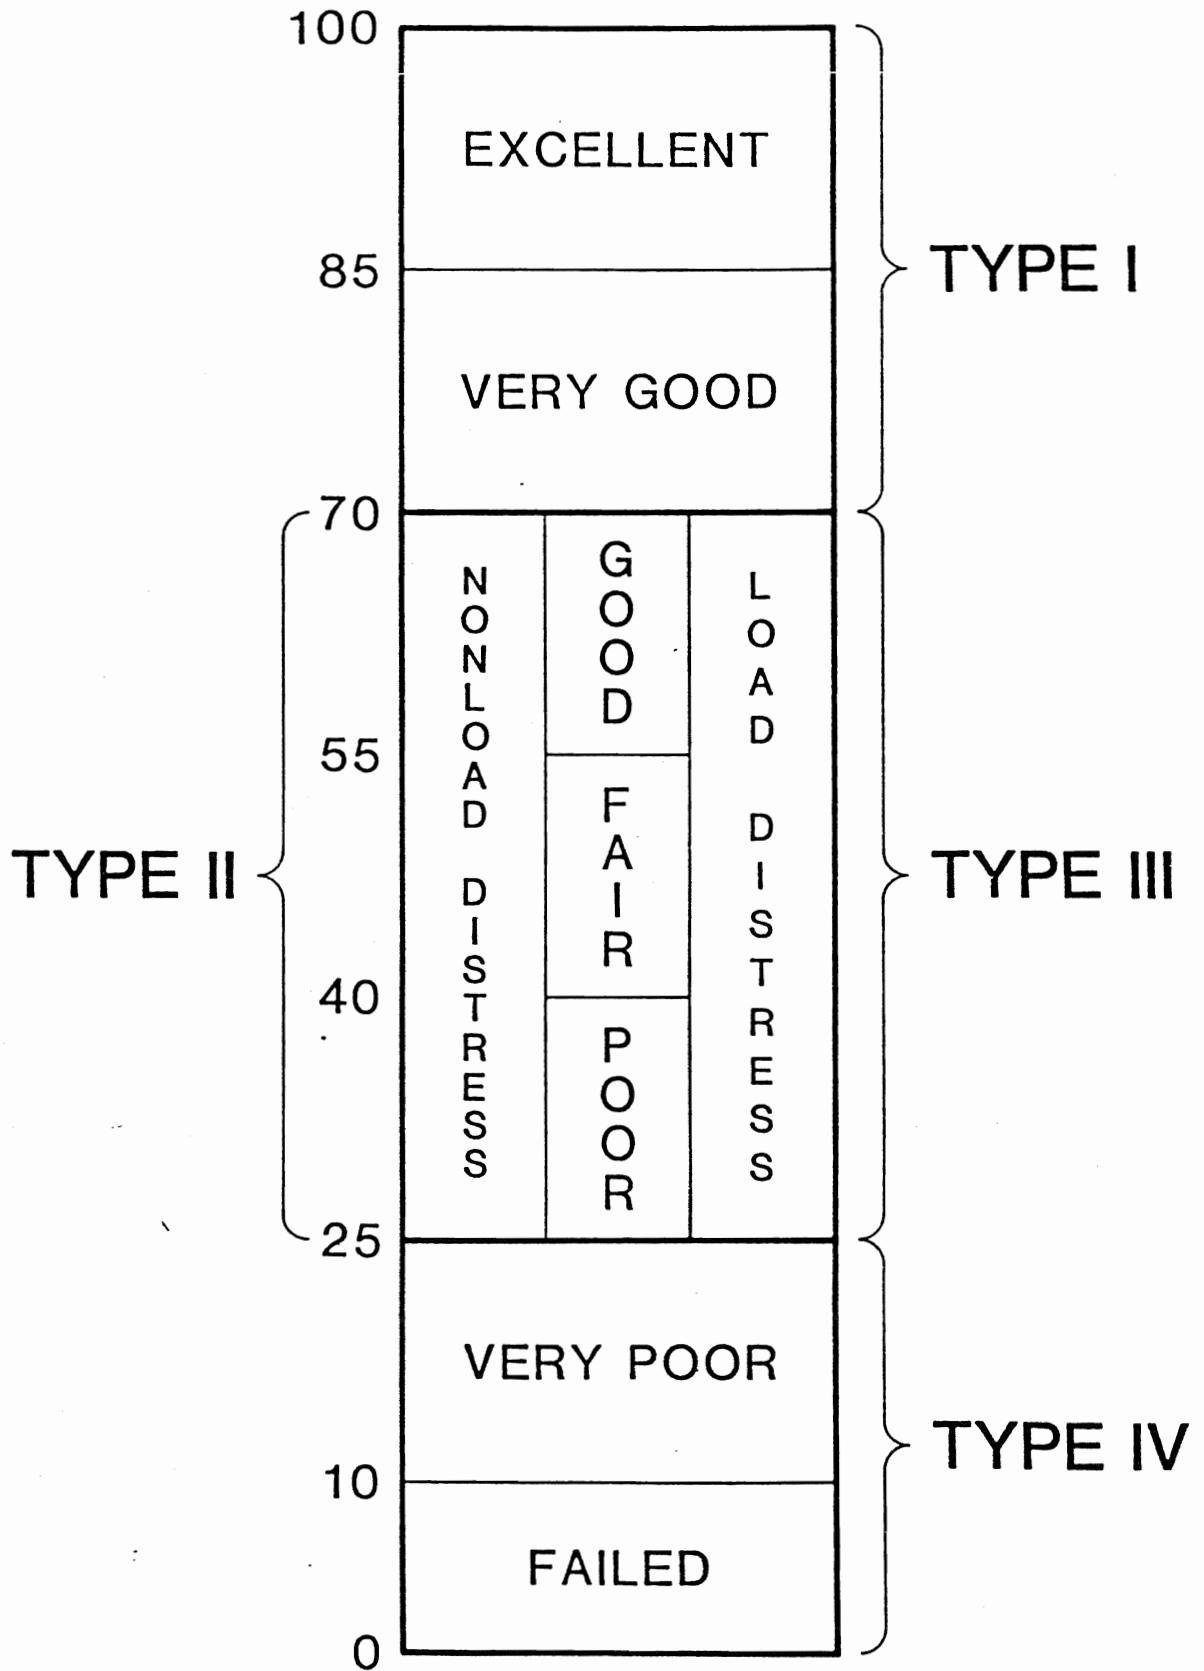 100
EXCELLENT
85
TYPE I
VERY GOOD
70
NONLOAD DISTRESS
GOOD
LOAD DISTRESS
55
FAIR
TYPE II
TYPE III
40
POOR
25
VERY POOR
TYPE IV
10
FAILED
0